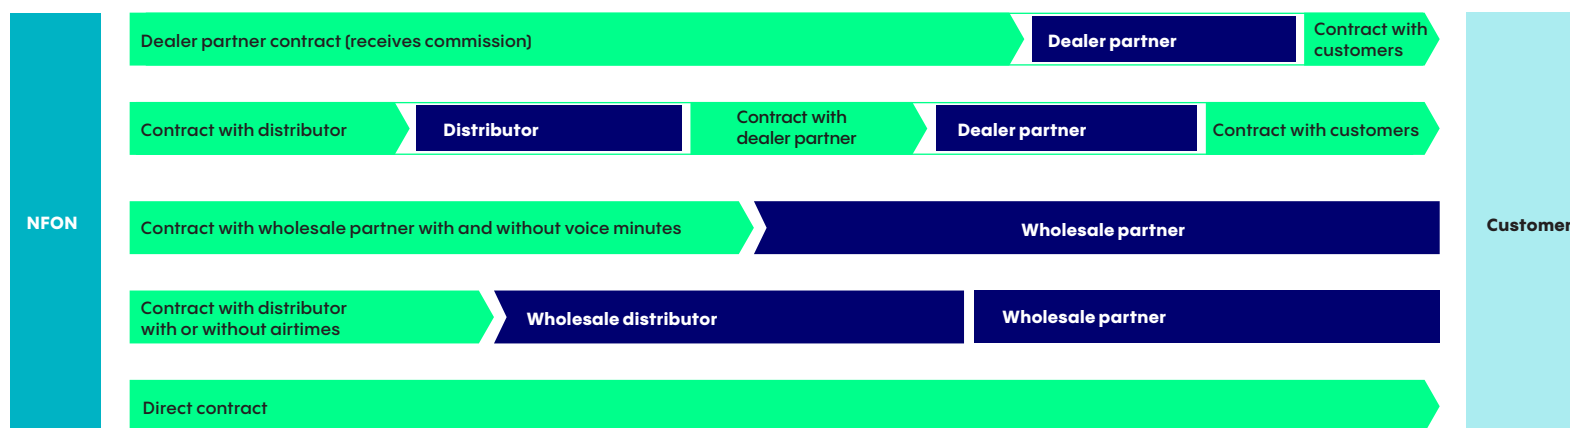 NFON
Dealer partner contract (receives commission)
Dealer partner
Contract with
customers
Contract with distributor
Distributor
Contract with
dealer partner
Dealer partner
Contract with customers
Contract with wholesale partner with and without voice minutes
Wholesale partner
Contract with distributor
with or without airtimes
Wholesale distributor
Wholesale partner
Direct contract
Customer